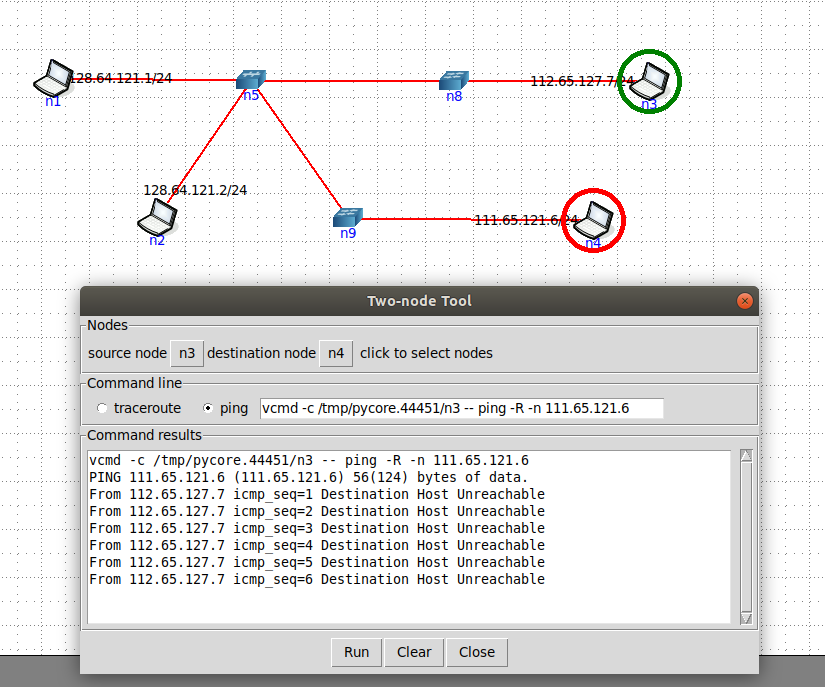 128.64.121.1/24
n1
n5
n8
112.65.127.7/24
n3
128.64.121.2/24
n2
n9
111.65.121.6/24
n4
Two-node Tool
Nodes
source node n3 destination node n4 click to select nodes
Command line
traceroute ping vcmd -c /tmp/pycore.44451/n3 -- ping -R -n 111.65.121.6
Command results
vcmd -c /tmp/pycore.44451/n3 -- ping -R -n 111.65.121.6
PING 111.65.121.6 (111.65.121.6) 56(124) bytes of data.
From 112.65.127.7 icmp_seq=1 Destination Host Unreachable
From 112.65.127.7 icmp_seq=2 Destination Host Unreachable
From 112.65.127.7 icmp_seq=3 Destination Host Unreachable
From 112.65.127.7 icmp_seq=4 Destination Host Unreachable
From 112.65.127.7 icmp_seq=5 Destination Host Unreachable
From 112.65.127.7 icmp_seq=6 Destination Host Unreachable
Run Clear Close